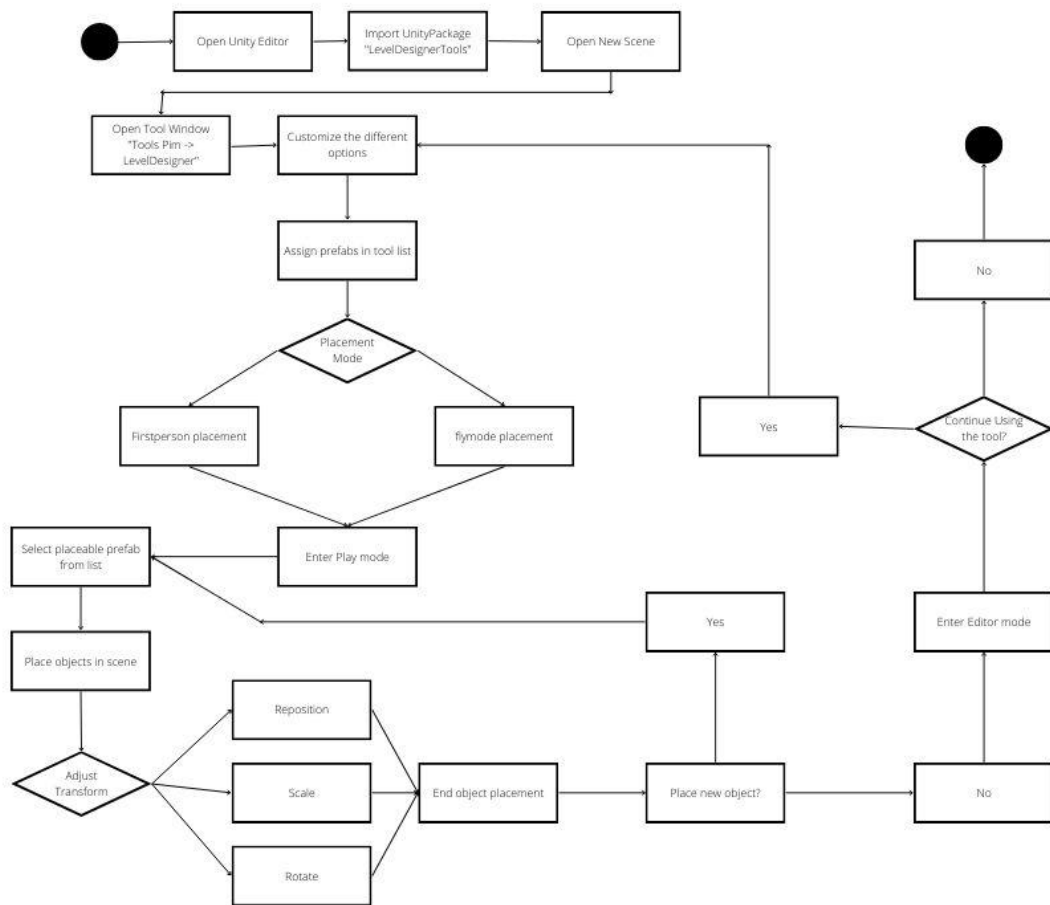 Open Unity Editor
Import UnityPackage
"LevelDesignerTools"
Open New Scene
Open Tool Window
"Tools Pim ->
LevelDesigner"
Customize the different
options
Assign prefabs in tool list
Placement
Mode
Firstperson placement
flymode placement
Enter Play mode
Select placeable prefab
from list
Place objects in scene
Adjust
Transform
Reposition
Scale
Rotate
End object placement
Place new object?
Yes
No
Enter Editor mode
Continue Using
the tool?
Yes
No